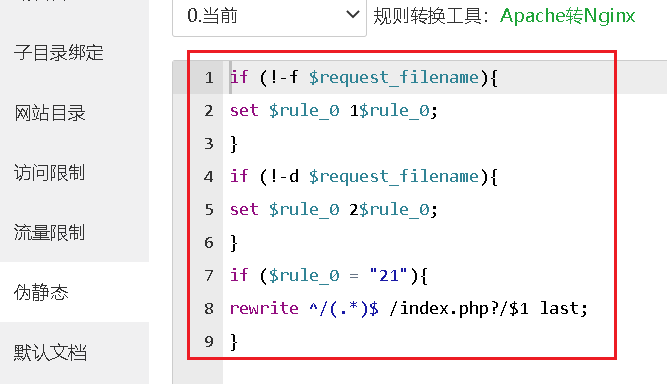 0.当前 规则转换工具：Apache转Nginx
子目录绑定
网站目录
访问限制
流量限制
伪静态
默认文档
1 if (!-f $request_filename){
2 set $rule_0 1$rule_0;
3 }
4 if (!-d $request_filename){
5 set $rule_0 2$rule_0;
6 }
7 if ($rule_0 = "21"){
8 rewrite ^/(.*)$ /index.php?/$1 last;
9 }